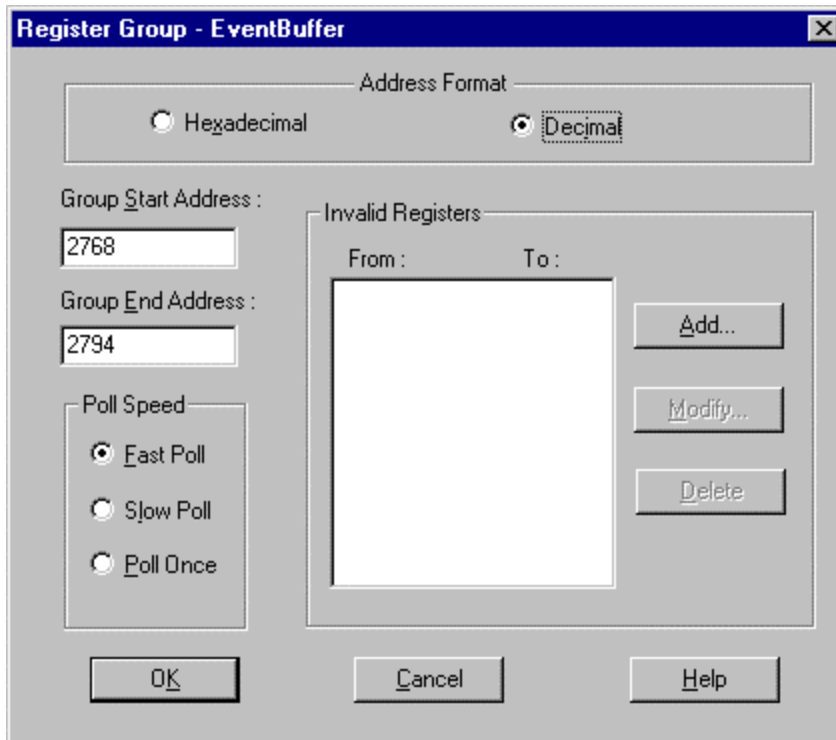 Register Group - EventBuffer
Address Format
Hexadecimal
Decimal
Group Start Address :
2768
Group End Address :
2794
Poll Speed
Fast Poll
Slow Poll
Poll Once
Invalid Registers
From : To :
Add...
Modify...
Delete
OK
Cancel
Help